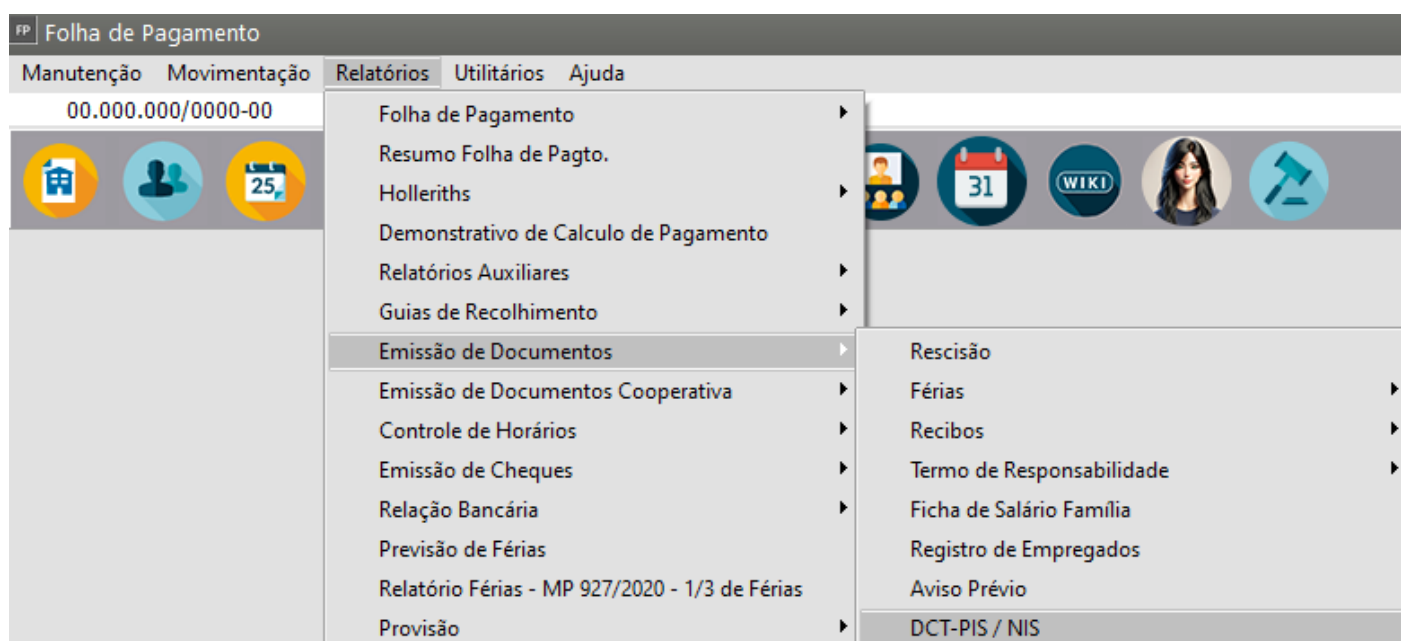 FP Folha de Pagamento
Manutenção Movimentação Relatórios Utilitários Ajuda
00.000.000/0000-00
25
31
WIKI
Folha de Pagamento
Resumo Folha de Pagto.
Holleriths
Demonstrativo de Calculo de Pagamento
Relatórios Auxiliares
Guias de Recolhimento
Emissão de Documentos
Emissão de Documentos Cooperativa
Controle de Horários
Emissão de Cheques
Relação Bancária
Previsão de Férias
Relatório Férias - MP 927/2020 - 1/3 de Férias
Provisão
Rescisão
Férias
Recibos
Termo de Responsabilidade
Ficha de Salário Família
Registro de Empregados
Aviso Prévio
DCT-PIS / NIS